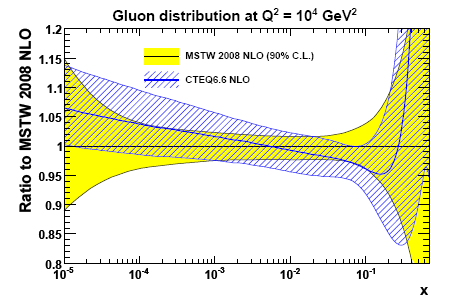 Gluon distribution at Q² = 10⁴ GeV²
Ratio to MSTW 2008 NLO
1.2
1.15
1.1
1.05
1
0.95
0.9
0.85
0.8
MSTW 2008 NLO (90% C.L.)
CTEQ6.6 NLO
10⁻⁵ 10⁻⁴ 10⁻³ 10⁻² 10⁻¹
x